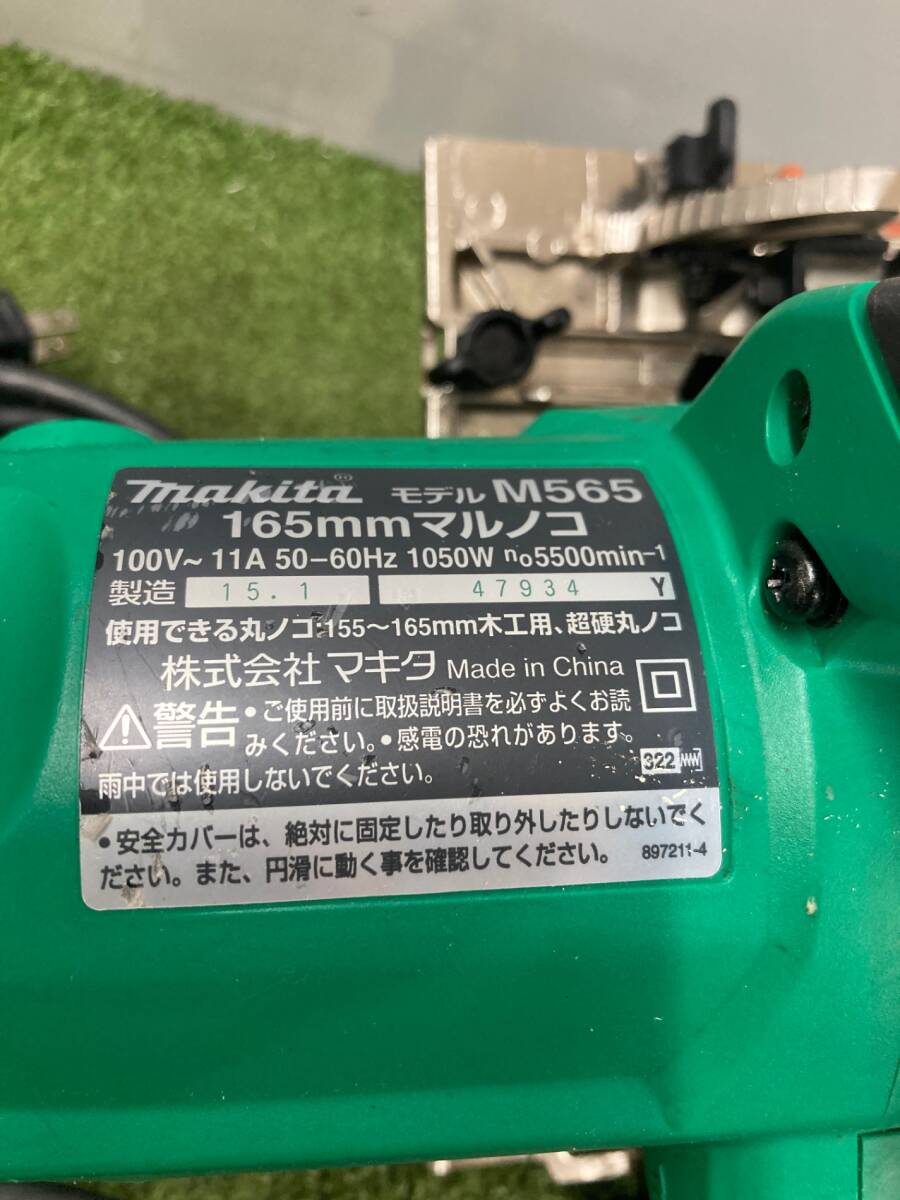 makita® モデル M565
165mmマルノコ
100V～ 11A 50−60Hz 1050W n₀5500min⁻¹
製造 15.1 47934 Y
使用できる丸ノコ:155～165mm木工用、超硬丸ノコ
株式会社 マキタ Made in China
警告 • ご使用前に取扱説明書を必ずよくお読
みください。• 感電の恐れがあります。
雨中では使用しないでください。 322
• 安全カバーは、絶対に固定したり取り外したりしないでく
ださい。また、円滑に動く事を確認してください。 897211-4